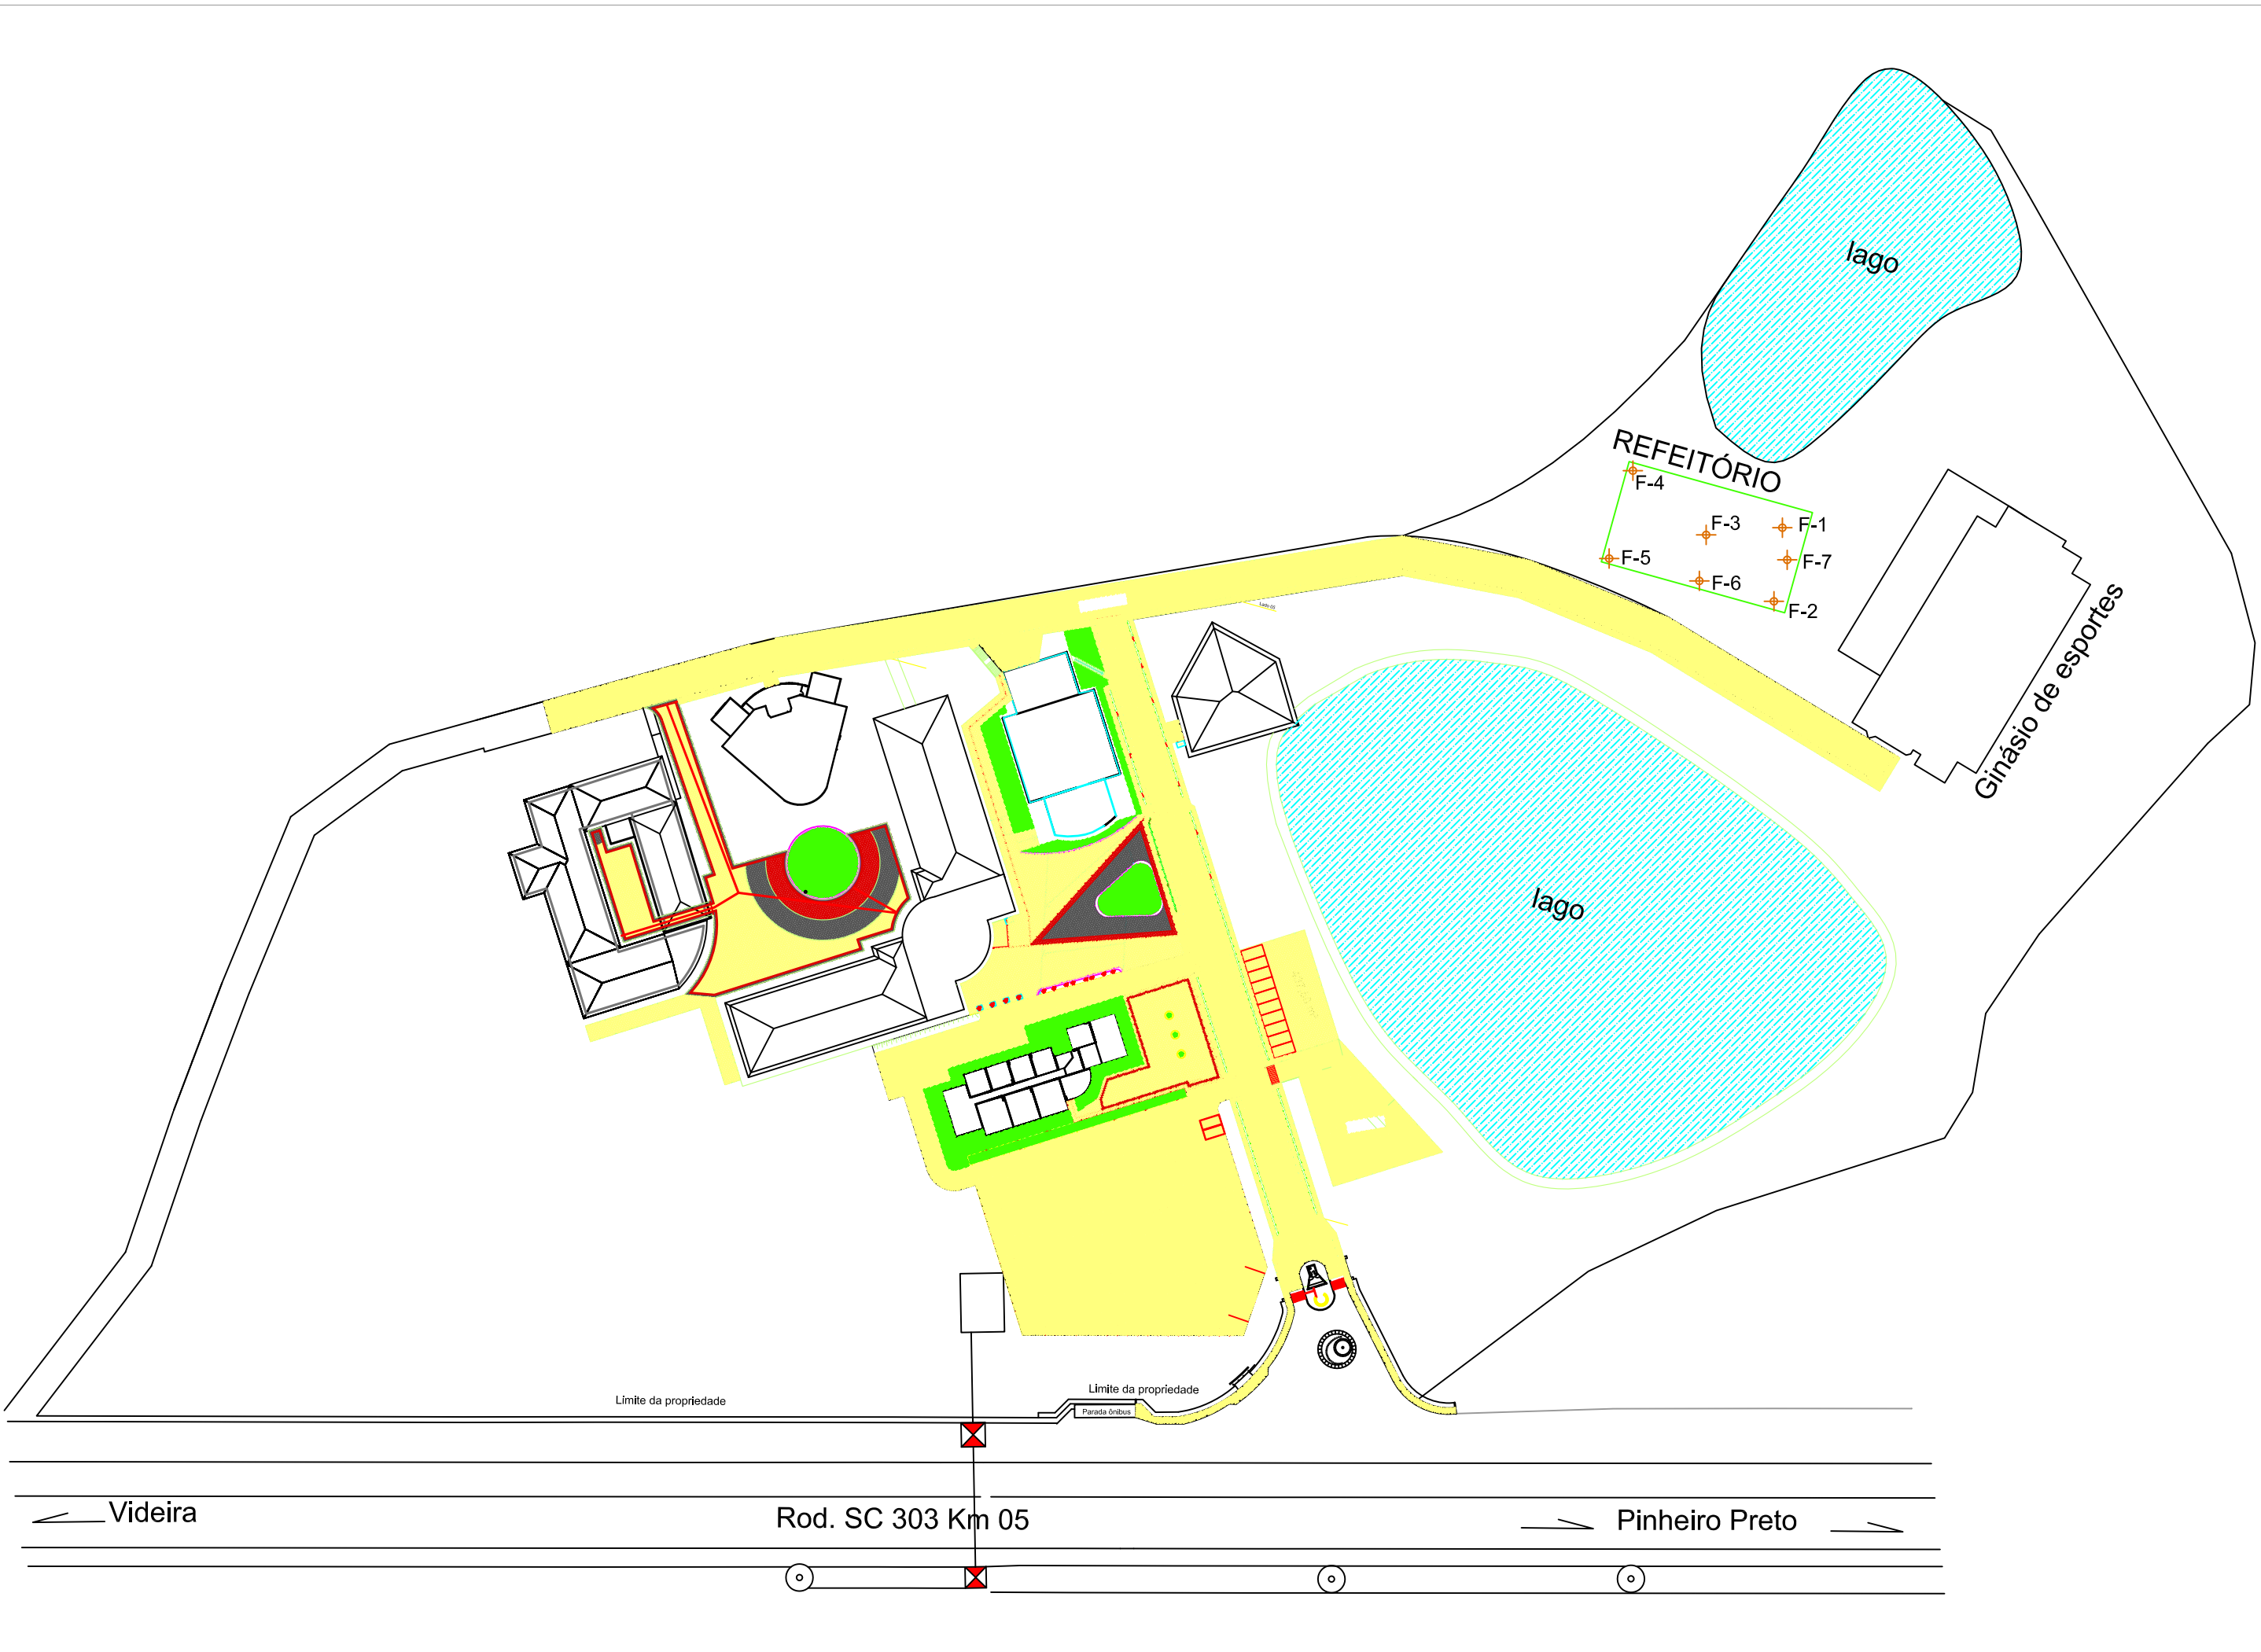 lago
REFEITÓRIO
F-4
F-3
F-1
F-5
F-7
F-6
F-2
Ginásio de esportes
lago
Limite da propriedade
Limite da propriedade
Parada ônibus
Videira
Rod. SC 303 Km 05
Pinheiro Preto